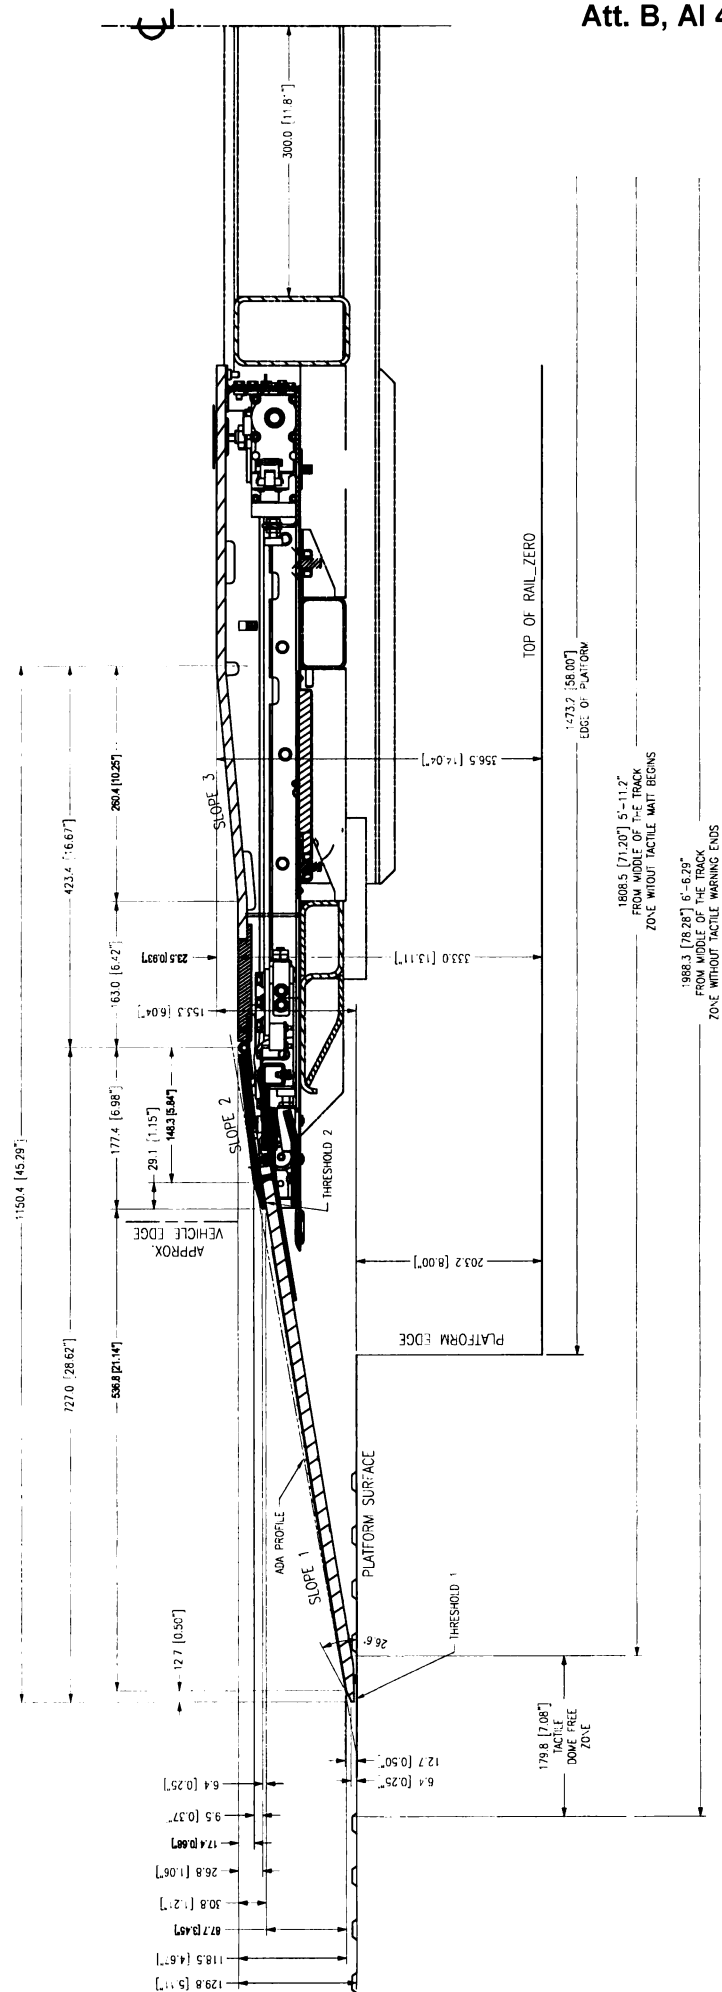 Att. B, AI 4
300.0 [11.81"]
TOP OF RAIL_ZERO
1473.2 [58.00"]
EDGE OF PLATFORM
1808.5 [71.20"] 5'-11.2"
FROM MIDDLE OF THE TRACK
ZONE WITOUT TACTILE MATT BEGINS
1988.3 [78.28"] 6'-6.29"
FROM MIDDLE OF THE TRACK
ZONE WITHOUT TACTILE WARNING ENDS
356.5 [14.04"]
SLOPE 3
260.4 [10.25"]
423.4 [16.67"]
163.0 [6.42"]
23.5 [0.93"]
333.0 [13.11"]
153.3 [6.04"]
SLOPE 2
177.4 [6.98"]
148.3 [5.84"]
29.1 [1.15"]
THRESHOLD 2
1150.4 [45.29"]
APPROX.
VEHICLE EDGE
203.2 [8.00"]
PLATFORM EDGE
727.0 [28.62"]
536.8 [21.14"]
ADA PROFILE
PLATFORM SURFACE
SLOPE 1
THRESHOLD 1
26.6°
12.7 [0.50"]
179.8 [7.08"]
TACTILE
DOME FREE
ZONE
12.7 [0.50"]
6.4 [0.25"]
6.4 [0.25"]
9.5 [0.37"
17.4 [0.68"]
26.8 [1.06"]
30.8 [1.21"]
87.7 [3.45"]
118.5 [4.67"]
129.8 [5.11"]